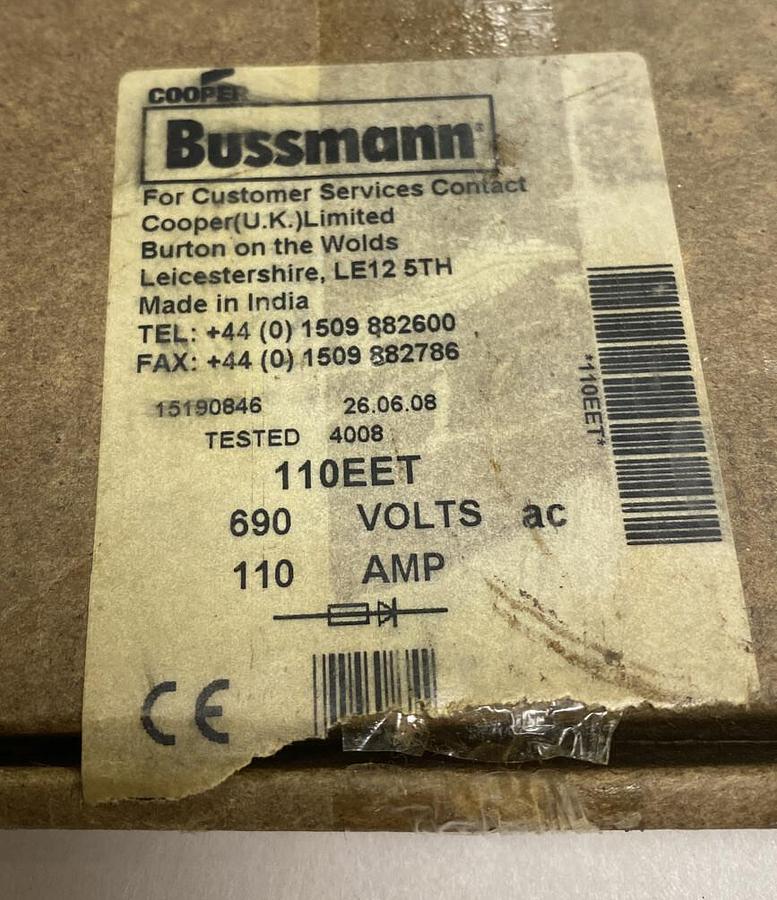 COOPER
Bussmann®
For Customer Services Contact
Cooper(U.K.)Limited
Burton on the Wolds
Leicestershire, LE12 5TH
Made in India
TEL: +44 (0) 1509 882600
FAX: +44 (0) 1509 882786
15190846 26.06.08
TESTED 4008
110EET
690 VOLTS ac
110 AMP
CE
*110EET*